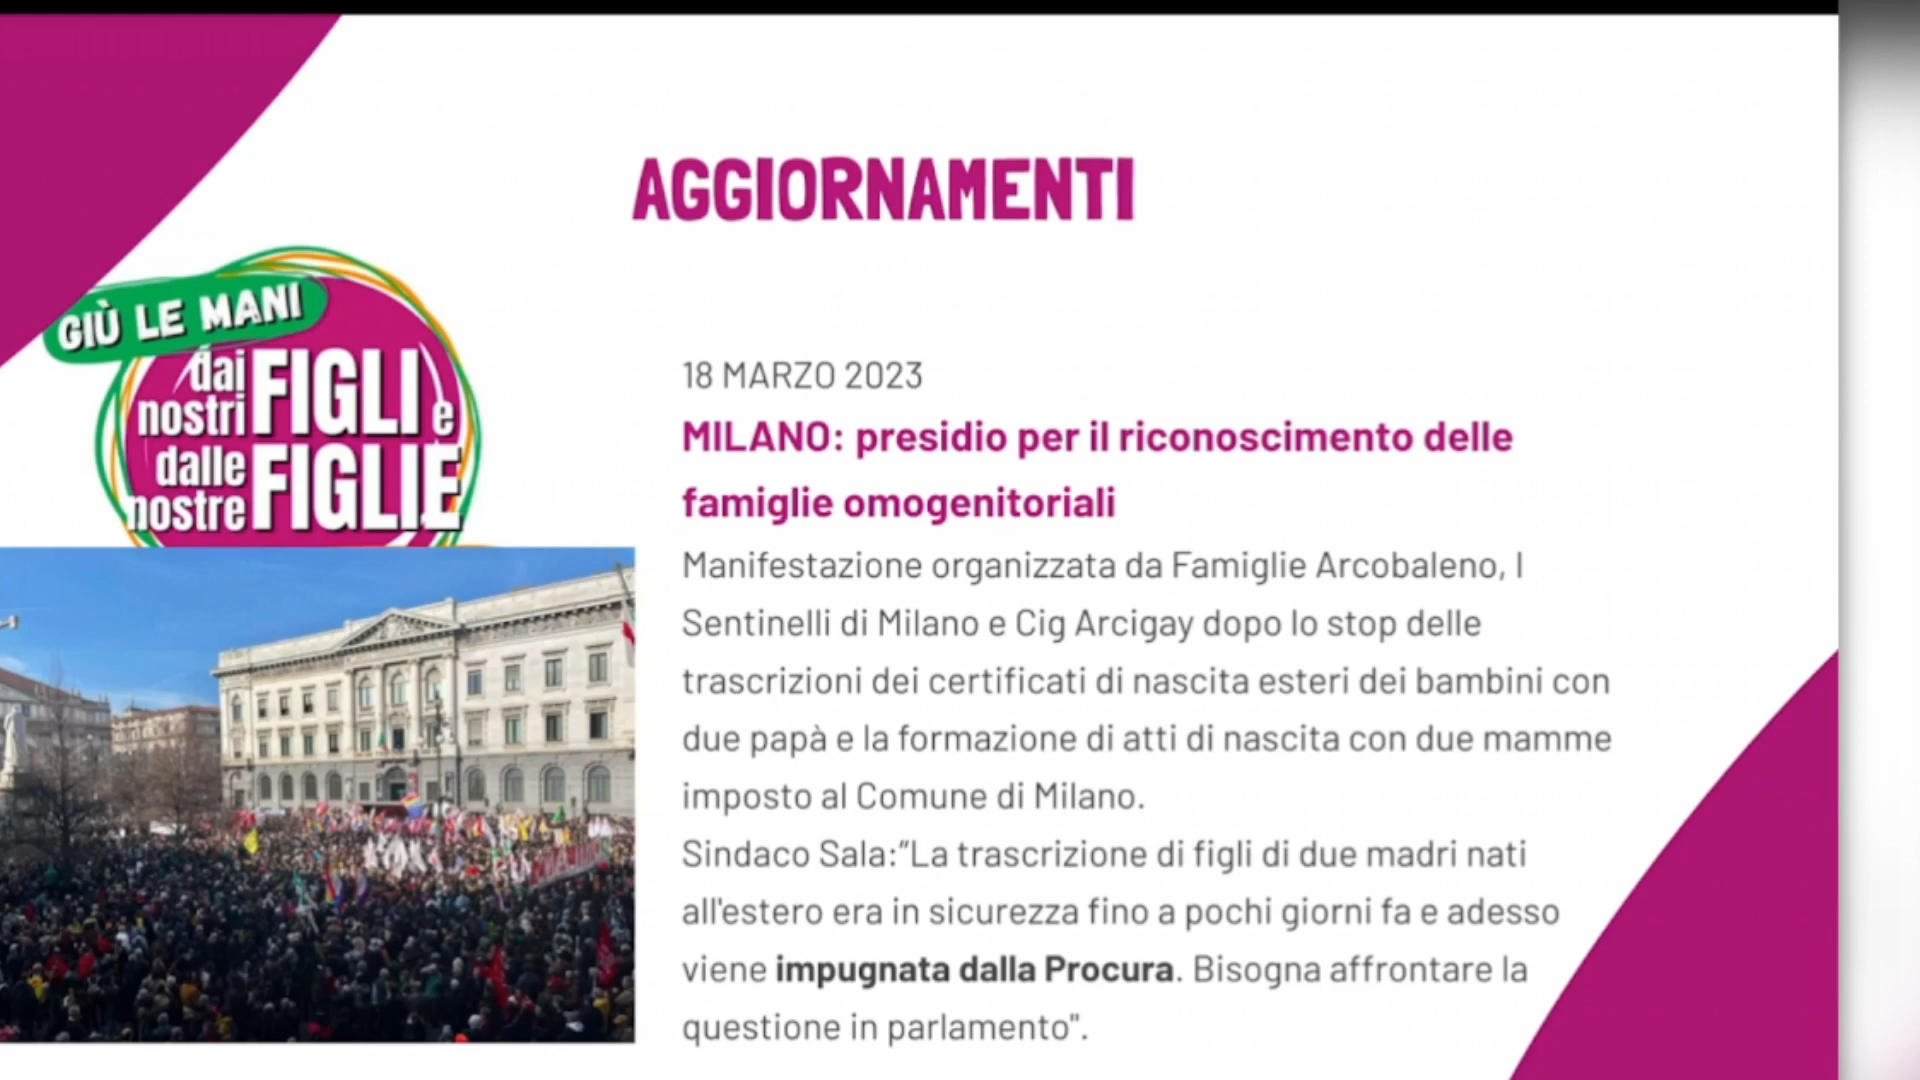 AGGIORNAMENTI
GIÙ LE MANI
dai
nostri FIGLI e
dalle
nostre FIGLIE
18 MARZO 2023
MILANO: presidio per il riconoscimento delle
famiglie omogenitoriali
Manifestazione organizzata da Famiglie Arcobaleno, I
Sentinelli di Milano e Cig Arcigay dopo lo stop delle
trascrizioni dei certificati di nascita esteri dei bambini con
due papà e la formazione di atti di nascita con due mamme
imposto al Comune di Milano.
Sindaco Sala:"La trascrizione di figli di due madri nati
all'estero era in sicurezza fino a pochi giorni fa e adesso
viene impugnata dalla Procura. Bisogna affrontare la
questione in parlamento".